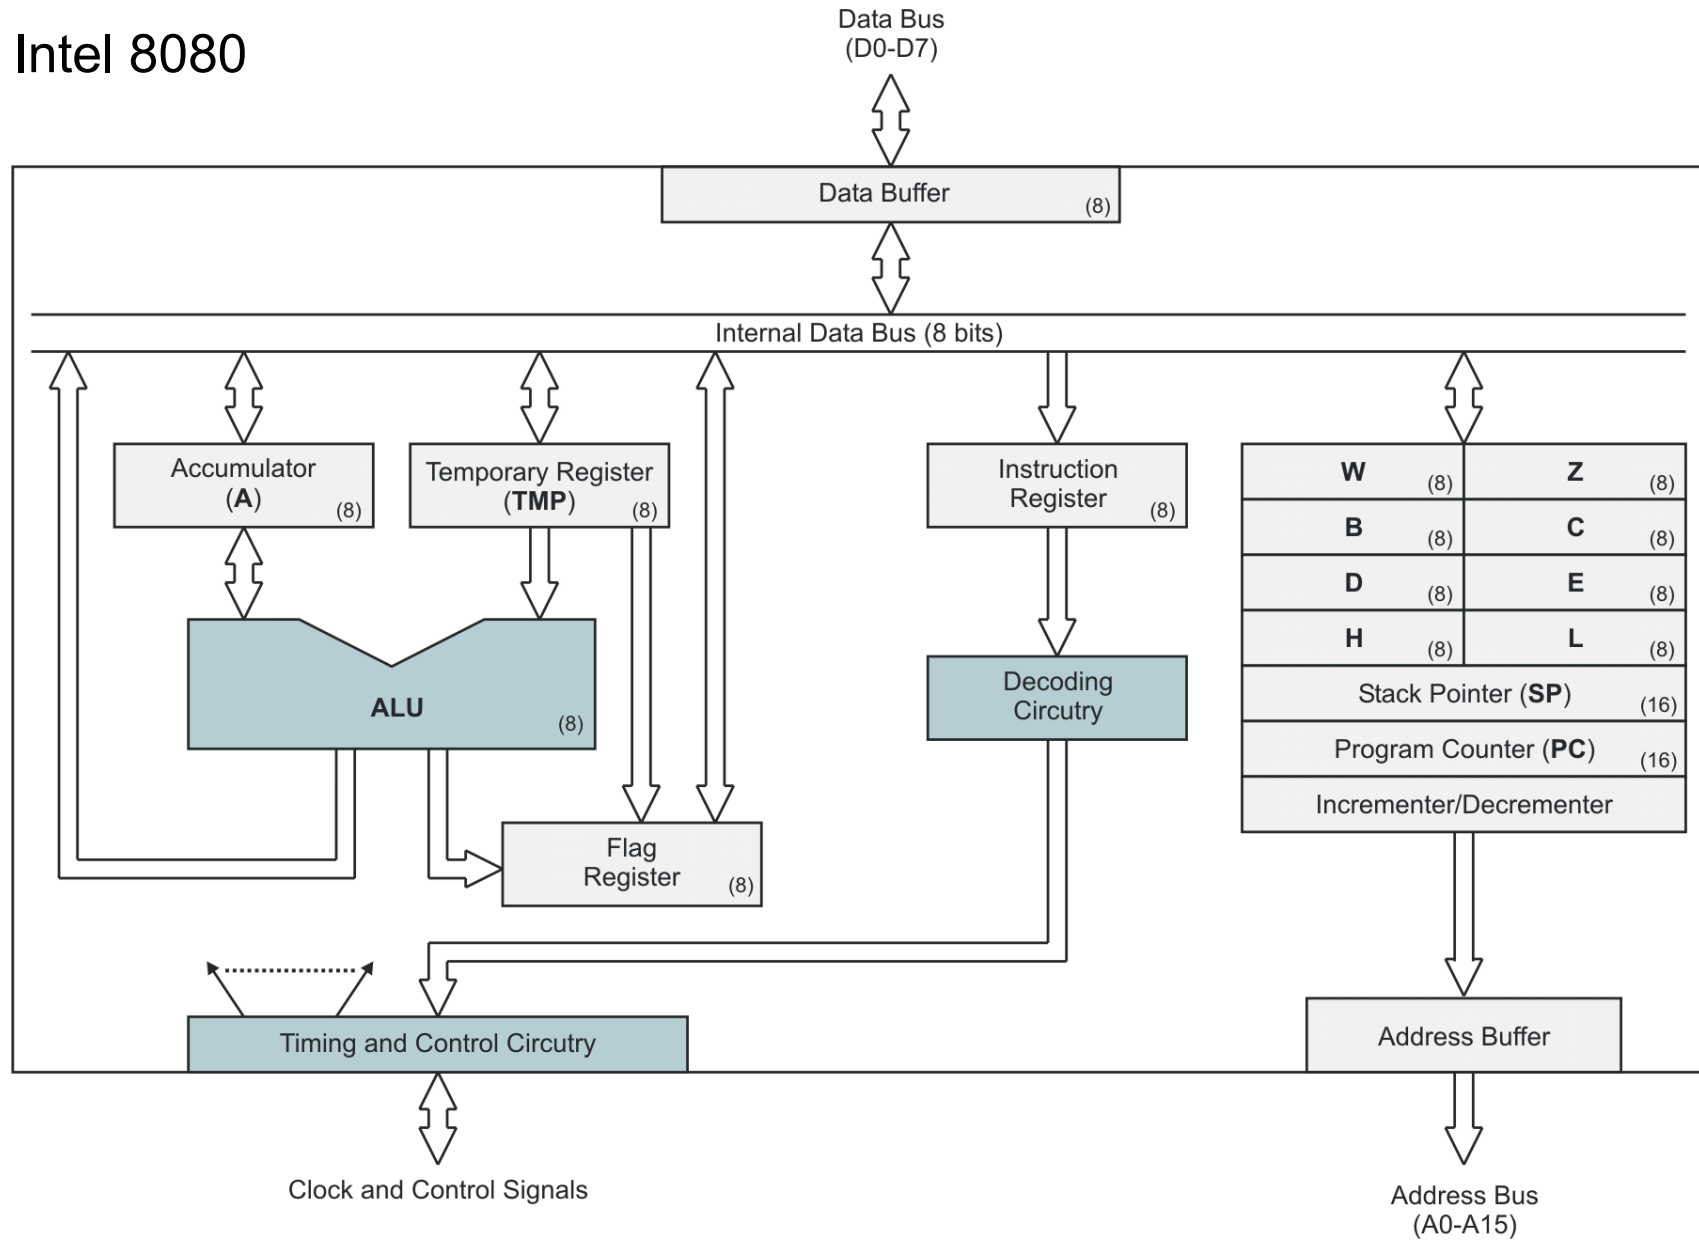 Intel 8080
Data Bus
(D0-D7)
Data Buffer
(8)
Internal Data Bus (8 bits)
Accumulator
(A)
(8)
Temporary Register
(TMP)
(8)
Instruction
Register
(8)
W
(8)
Z
(8)
B
(8)
C
(8)
D
(8)
E
(8)
H
(8)
L
(8)
Stack Pointer (SP)
(16)
Program Counter (PC)
(16)
Incrementer/Decrementer
ALU
(8)
Decoding
Circutry
Flag
Register
(8)
Timing and Control Circutry
Address Buffer
Clock and Control Signals
Address Bus
(A0-A15)